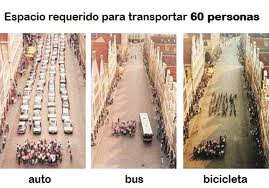 Espacio requerido para transportar 60 personas
auto bus bicicleta